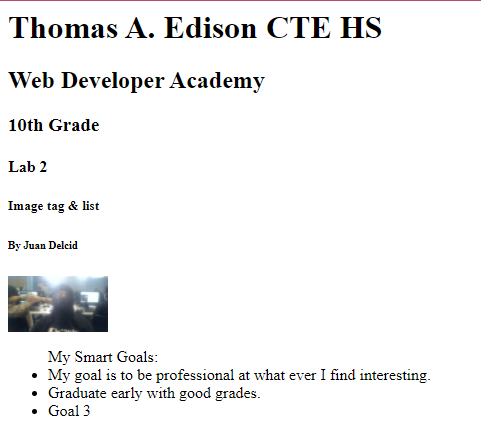 Thomas A. Edison CTE HS
Web Developer Academy
10th Grade
Lab 2
Image tag & list
By Juan Delcid
My Smart Goals:
My goal is to be professional at what ever I find interesting.
Graduate early with good grades.
Goal 3